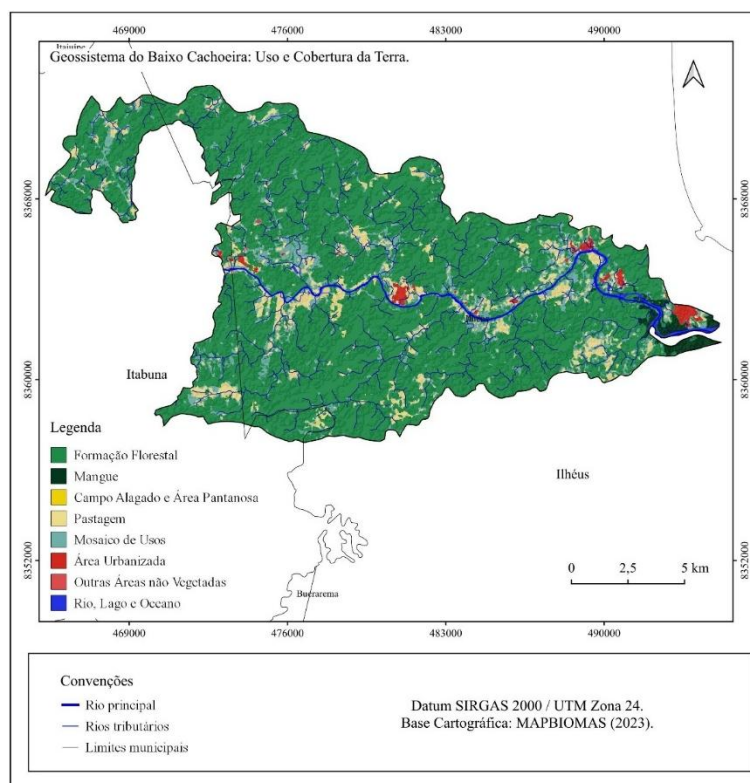 469000 476000 483000 490000
Geossistema do Baixo Cachoeira: Uso e Cobertura da Terra.
8368000 8368000
8360000 8360000
Itabuna
Ilhéus
Legenda
Formação Florestal
Mangue
Campo Alagado e Área Pantanosa
Pastagem
Mosaico de Usos
Área Urbanizada
Outras Áreas não Vegetadas
Rio, Lago e Oceano
8352000 8352000
0 2,5 5 km
Buerarema
469000 476000 483000 490000
Convenções
Rio principal
Rios tributários
Limites municipais
Datum SIRGAS 2000 / UTM Zona 24.
Base Cartográfica: MAPBIOMAS (2023).